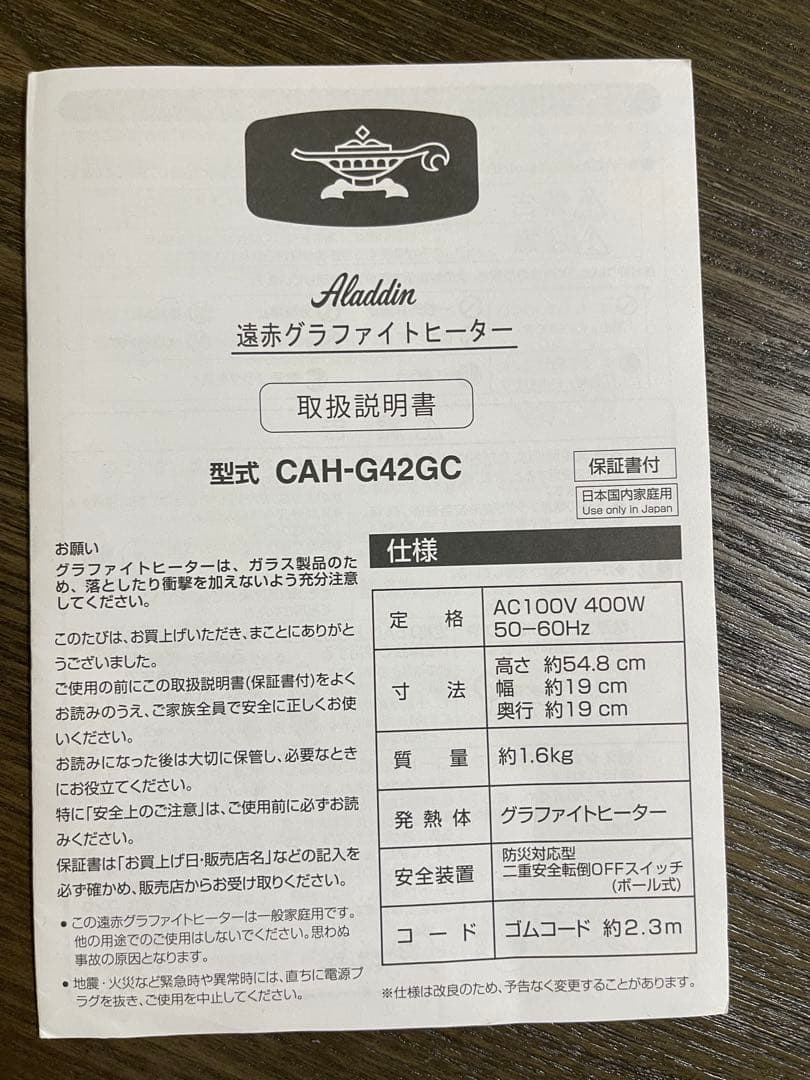 Aladdin
遠赤グラファイトヒーター
取扱説明書
型式 CAH-G42GC
保証書付
日本国内家庭用
Use only in Japan
お願い
グラファイトヒーターは、ガラス製品のた
め、落としたり衝撃を加えないよう充分注意
してください。
このたびは、お買上げいただき、まことにありがと
うございました。
ご使用の前にこの取扱説明書(保証書付)をよく
お読みのうえ、ご家族全員で安全に正しくお使
いください。
お読みになった後は大切に保管し、必要なとき
にお役立てください。
特に「安全上のご注意」は、ご使用前に必ずお読
みください。
保証書は「お買上げ日・販売店名」などの記入を
必ず確かめ、販売店からお受け取りください。
● この遠赤グラファイトヒーターは一般家庭用です。
他の用途でのご使用はしないでください。思わぬ
事故の原因となります。
● 地震・火災など緊急時や異常時には、直ちに電源プ
ラグを抜き、ご使用を中止してください。
仕様
定格 AC100V 400W
50-60Hz
寸法 高さ 約54.8 cm
幅 約19 cm
奥行 約19 cm
質量 約1.6kg
発熱体 グラファイトヒーター
安全装置 防災対応型
二重安全転倒OFFスイッチ
(ボール式)
コード ゴムコード 約2.3m
※仕様は改良のため、予告なく変更することがあります。